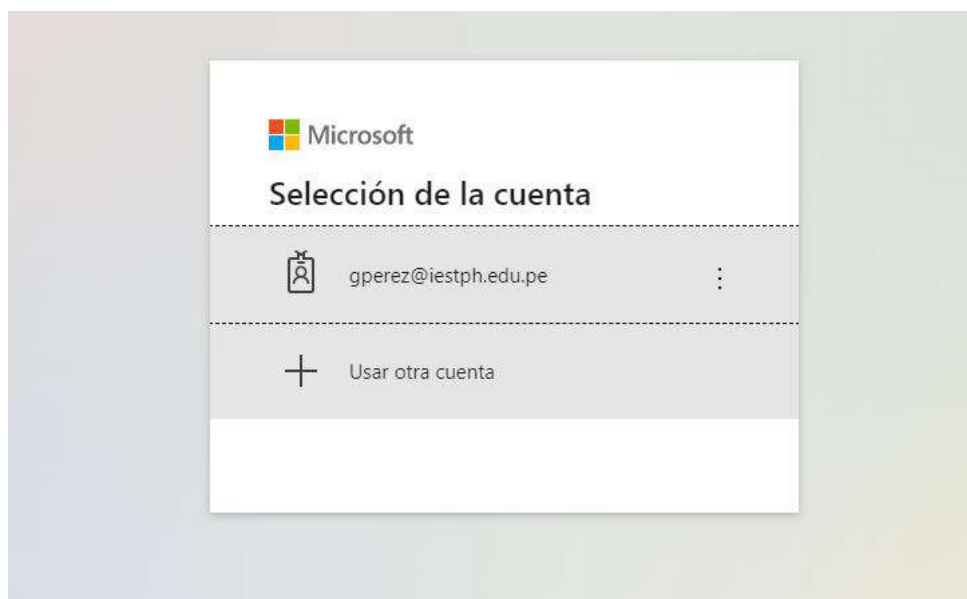 Microsoft
Selección de la cuenta
gperez@iestph.edu.pe
Usar otra cuenta